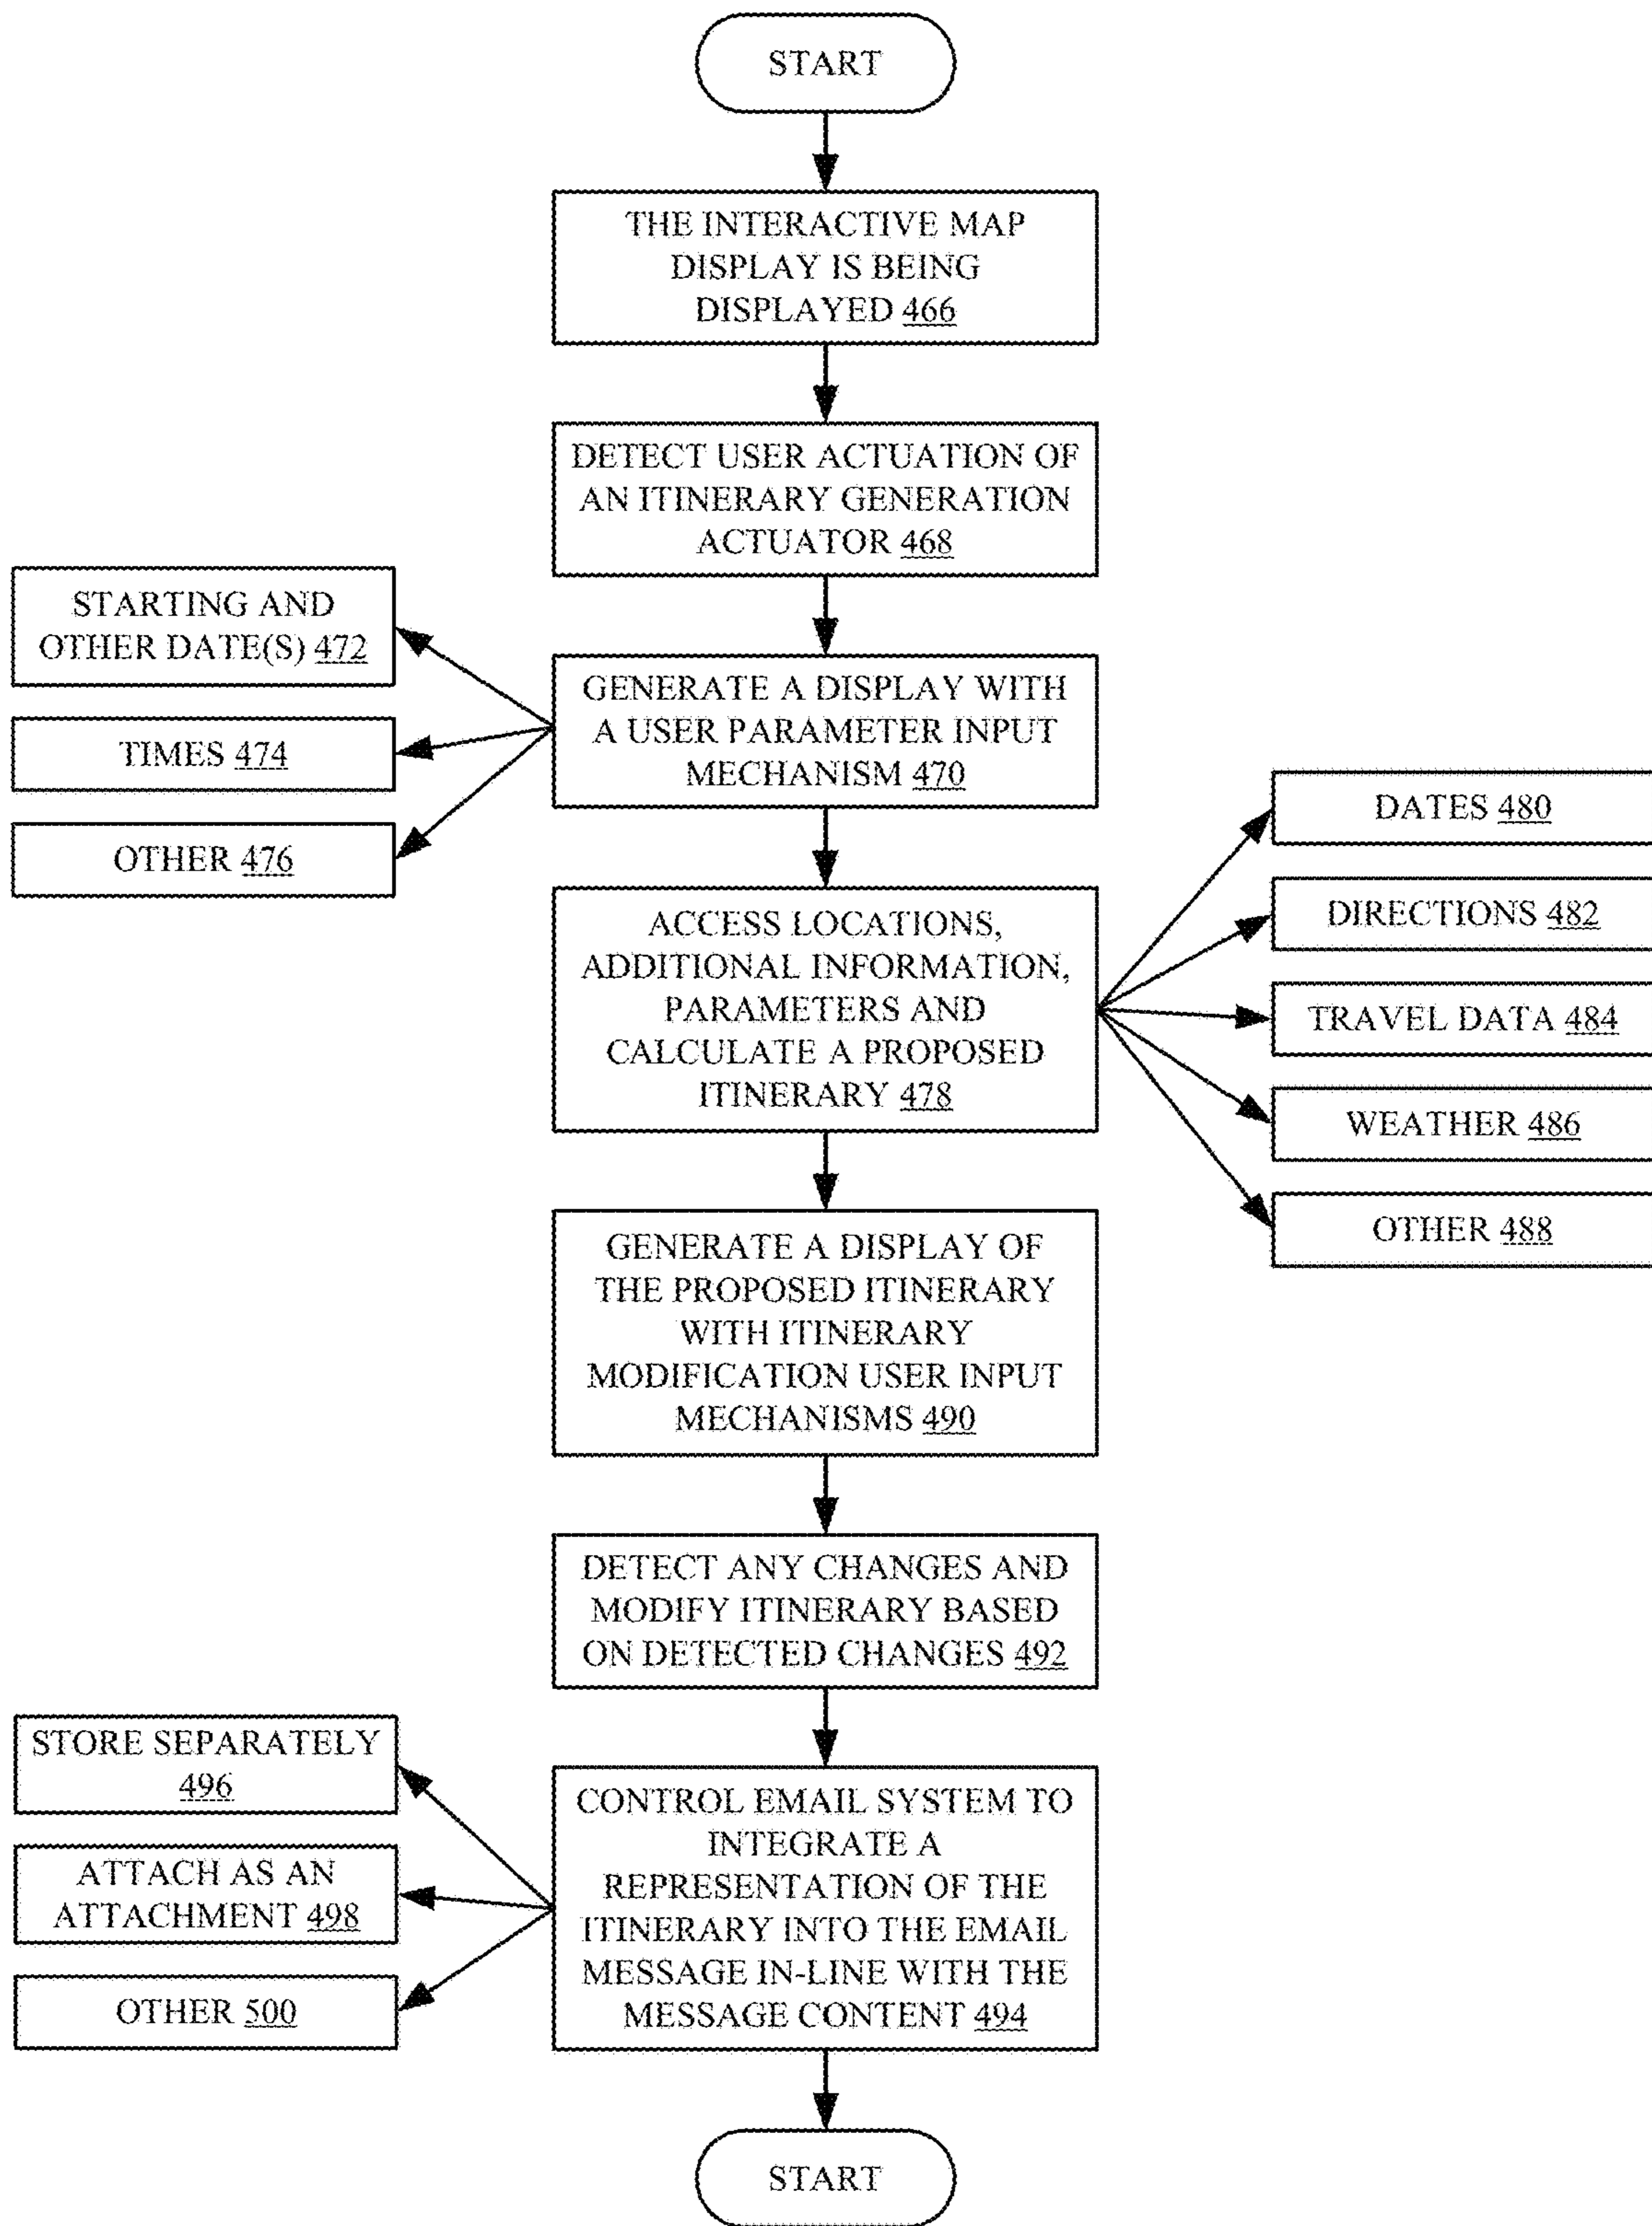 START
THE INTERACTIVE MAP
DISPLAY IS BEING
DISPLAYED 466
DETECT USER ACTUATION OF
AN ITINERARY GENERATION
ACTUATOR 468
STARTING AND
OTHER DATE(S) 472
TIMES 474
OTHER 476
GENERATE A DISPLAY WITH
A USER PARAMETER INPUT
MECHANISM 470
ACCESS LOCATIONS,
ADDITIONAL INFORMATION,
PARAMETERS AND
CALCULATE A PROPOSED
ITINERARY 478
DATES 480
DIRECTIONS 482
TRAVEL DATA 484
WEATHER 486
OTHER 488
GENERATE A DISPLAY OF
THE PROPOSED ITINERARY
WITH ITINERARY
MODIFICATION USER INPUT
MECHANISMS 490
DETECT ANY CHANGES AND
MODIFY ITINERARY BASED
ON DETECTED CHANGES 492
STORE SEPARATELY
496
ATTACH AS AN
ATTACHMENT 498
OTHER 500
CONTROL EMAIL SYSTEM TO
INTEGRATE A
REPRESENTATION OF THE
ITINERARY INTO THE EMAIL
MESSAGE IN-LINE WITH THE
MESSAGE CONTENT 494
START